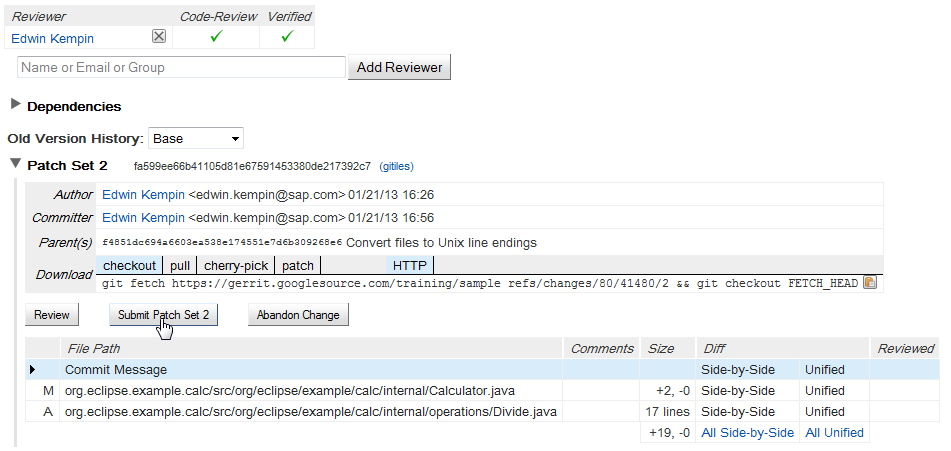 Reviewer Code-Review Verified
Edwin Kempin
Name or Email or Group Add Reviewer
Dependencies
Old Version History: Base
Patch Set 2 fa599ee66b41105d81e67591453380de217392c7 (gitiles)
Author Edwin Kempin <edwin.kempin@sap.com> 01/21/13 16:26
Committer Edwin Kempin <edwin.kempin@sap.com> 01/21/13 16:56
Parent(s) f4851dc694a6603ea538e174551e7d6b309268e6 Convert files to Unix line endings
Download checkout pull cherry-pick patch HTTP
git fetch https://gerrit.googlesource.com/training/sample refs/changes/80/41480/2 && git checkout FETCH_HEAD
Review Submit Patch Set 2 Abandon Change
File Path Comments Size Diff Reviewed
Commit Message Side-by-Side Unified
M org.eclipse.example.calc/src/org/eclipse/example/calc/internal/Calculator.java +2, -0 Side-by-Side Unified
A org.eclipse.example.calc/src/org/eclipse/example/calc/internal/operations/Divide.java 17 lines Side-by-Side Unified
+19, -0 All Side-by-Side All Unified